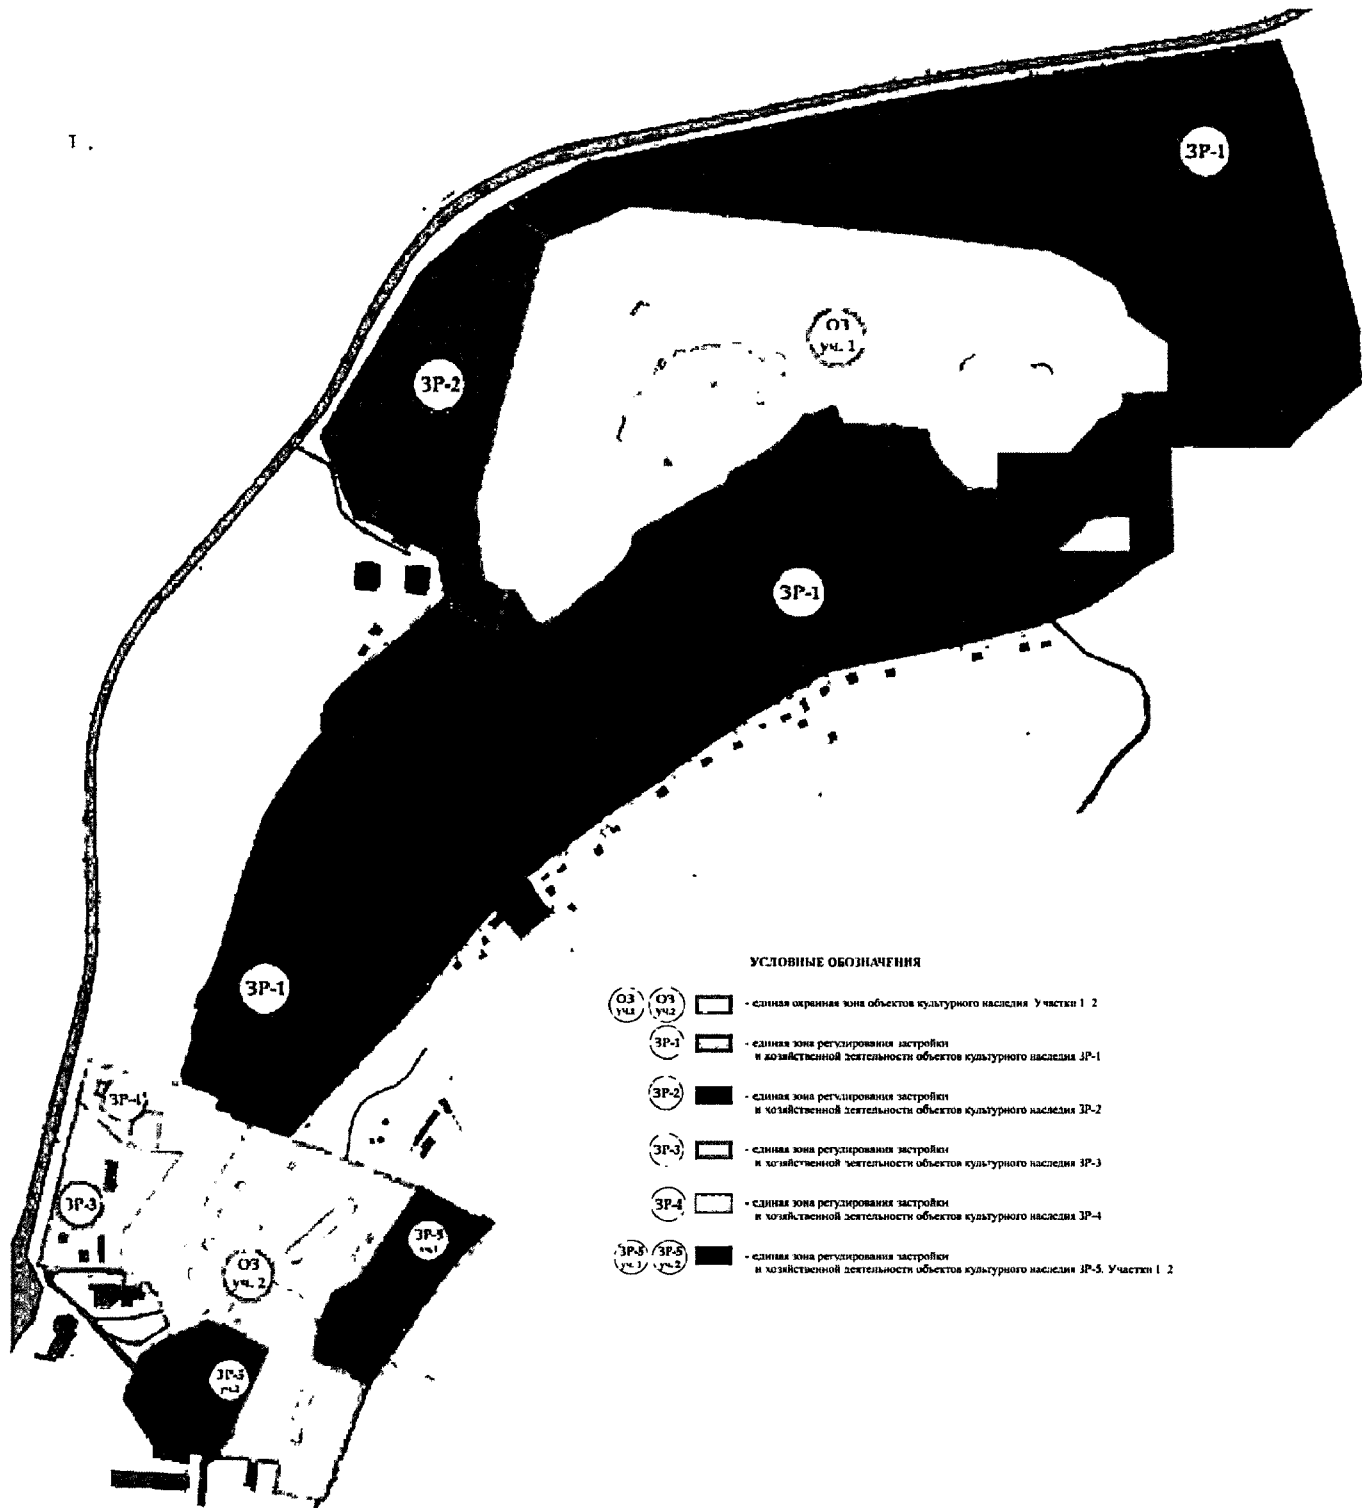 Т.
ЗР-1
ОЗ
уч. 1
ЗР-2
ЗР-1
ЗР-1
ЗР-4
ЗР-3
ЗР-5
уч.1
ОЗ
уч. 2
ЗР-5
уч.2
УСЛОВНЫЕ ОБОЗНАЧЕНИЯ
ОЗ уч.1 ОЗ уч.2 - единая охранная зона объектов культурного наследия Участки 1 2
ЗР-1 - единая зона регулирования застройки
и хозяйственной деятельности объектов культурного наследия ЗР-1
ЗР-2 - единая зона регулирования застройки
и хозяйственной деятельности объектов культурного наследия ЗР-2
ЗР-3 - единая зона регулирования застройки
и хозяйственной деятельности объектов культурного наследия ЗР-3
ЗР-4 - единая зона регулирования застройки
и хозяйственной деятельности объектов культурного наследия ЗР-4
ЗР-5 уч. 1 ЗР-5 уч.2 - единая зона регулирования застройки
и хозяйственной деятельности объектов культурного наследия ЗР-5. Участки 1 2